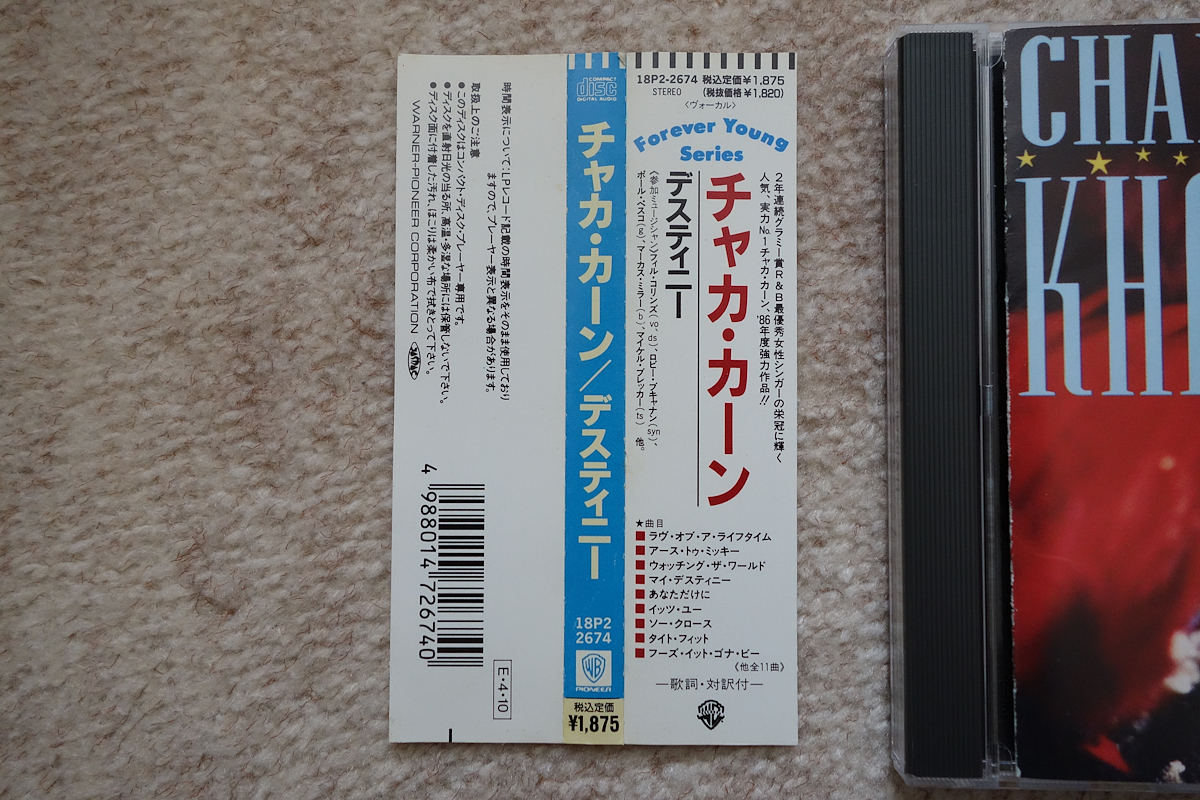 18P2-2674 税込定価¥1,875
STEREO (税抜価格¥1,820)
〈ヴォーカル〉
Forever Young
Series
2年連続グラミー賞R&B最優秀女性シンガーの栄冠に輝く
人気、実力No.1チャカ・カーン、'86年度強力作品!!
チャカ・カーン
デスティニー
《参加ミュージシャン》フィル・コリンズ(vo, ds)、ロビー・ブキャナン(syn)、
ポール・ペスコ(g)、マーカス・ミラー(b)、マイケル・ブレッカー(ts) 他。
★曲目
■ラヴ・オブ・ア・ライフタイム
■アース・トゥ・ミッキー
■ウォッチング・ザ・ワールド
■マイ・デスティニー
■あなただけに
■イッツ・ユー
■ソー・クロース
■タイト・フィット
■フーズ・イット・ゴナ・ビー
《他全11曲》
—歌詞・対訳付—
COMPACT
disc
DIGITAL AUDIO
チャカ・カーン/デスティニー
18P2
2674
WB
PIONEER
税込定価
¥1,875
時間表示について:LPレコード記載の時間表示をそのまま使用しており
ますので、プレーヤー表示と異なる場合があります。
取扱上のご注意
●このディスクはコンパクト・ディスク・プレーヤー専用です。
●ディスクを直射日光の当る所、高温・多湿な場所には保管しないで下さい。
●ディスク面に付着した汚れ、ほこりは柔かい布で拭きとって下さい。
WARNER-PIONEER CORPORATION
4 988014 726740
E・4・10
CHA
KH